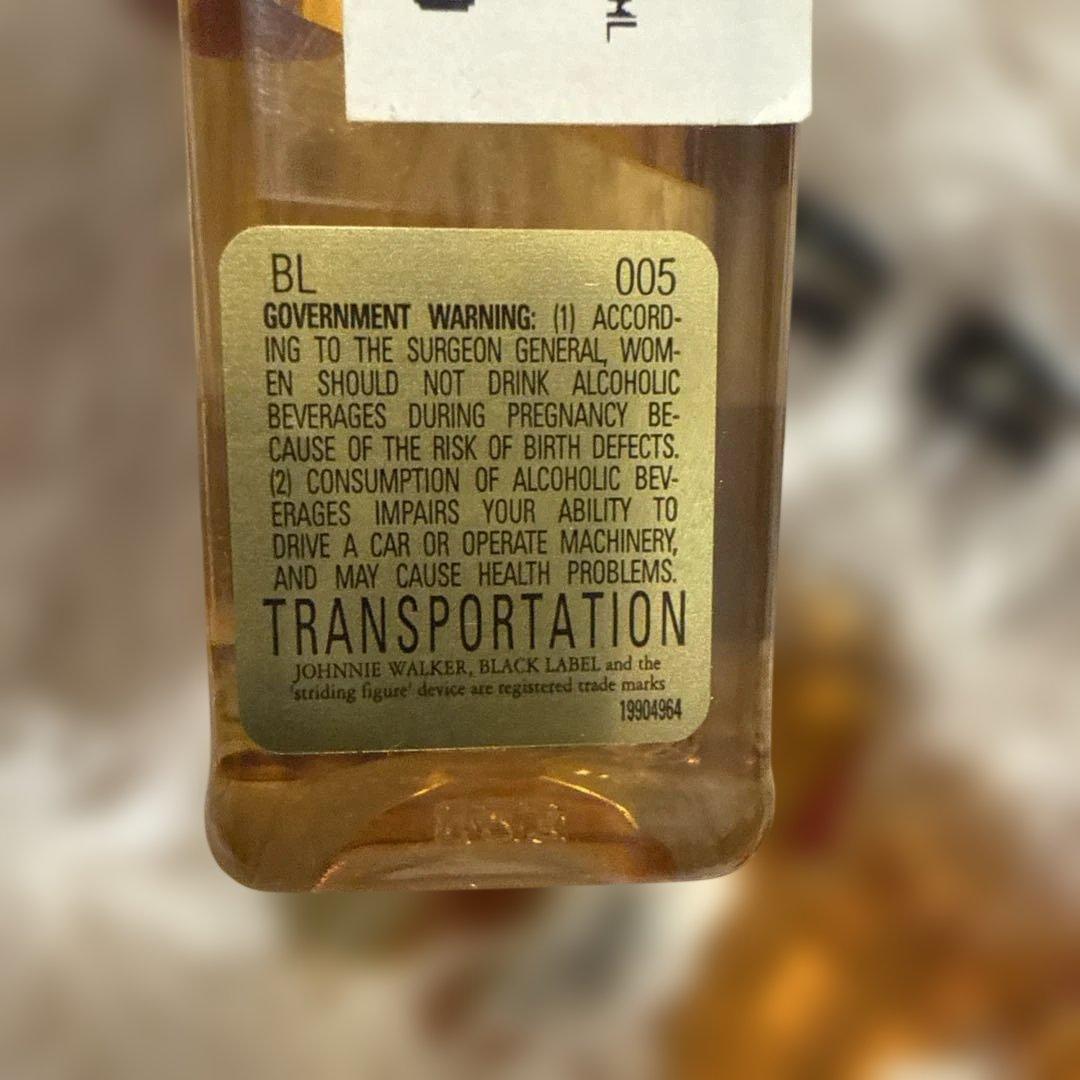 ML
BL 005
GOVERNMENT WARNING: (1) ACCORD-
ING TO THE SURGEON GENERAL, WOM-
EN SHOULD NOT DRINK ALCOHOLIC
BEVERAGES DURING PREGNANCY BE-
CAUSE OF THE RISK OF BIRTH DEFECTS.
(2) CONSUMPTION OF ALCOHOLIC BEV-
ERAGES IMPAIRS YOUR ABILITY TO
DRIVE A CAR OR OPERATE MACHINERY,
AND MAY CAUSE HEALTH PROBLEMS.
TRANSPORTATION
JOHNNIE WALKER, BLACK LABEL and the
'striding figure' device are registered trade marks
19904964